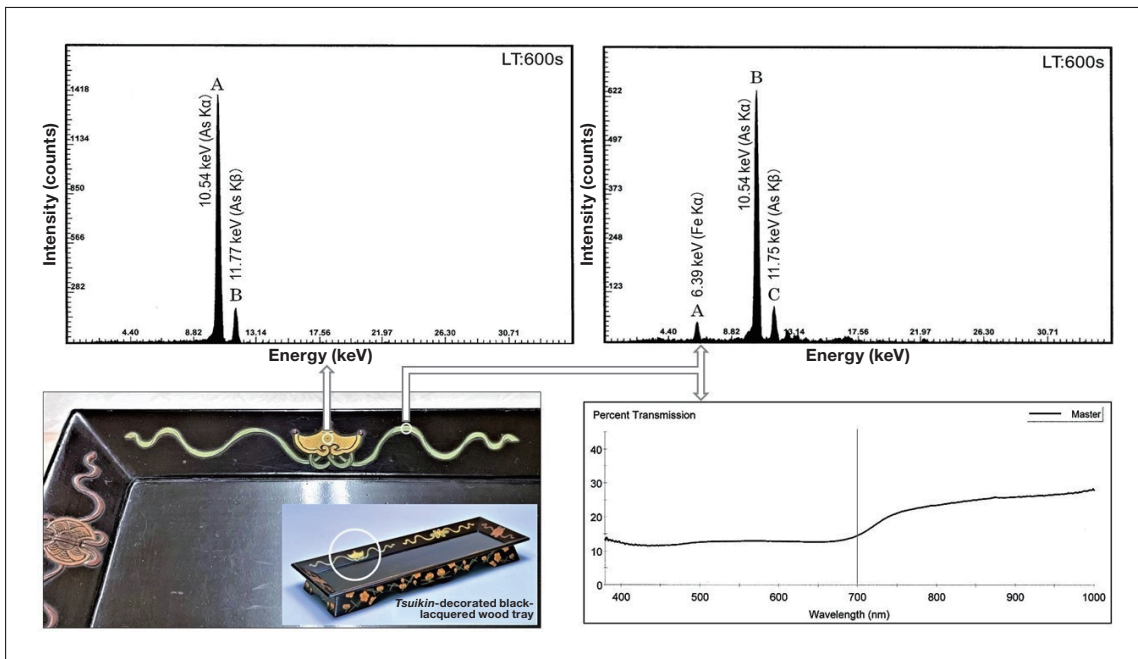 LT:600s
A
1418
1134
850
566
282
10.54 keV (As Kα)
11.77 keV (As Kβ)
B
4.40
8.82
13.14
17.56
21.97
26.30
30.71
Intensity (counts)
Energy (keV)
LT:600s
B
622
497
373
248
123
6.39 keV (Fe Kα)
10.54 keV (As Kα)
11.75 keV (As Kβ)
A
C
4.40
8.82
13.14
17.56
21.97
26.30
30.71
Intensity (counts)
Energy (keV)
Tsuikin-decorated black-
lacquered wood tray
Percent Transmission
Master
40
30
20
10
0
400
500
600
700
800
900
1000
Wavelength (nm)